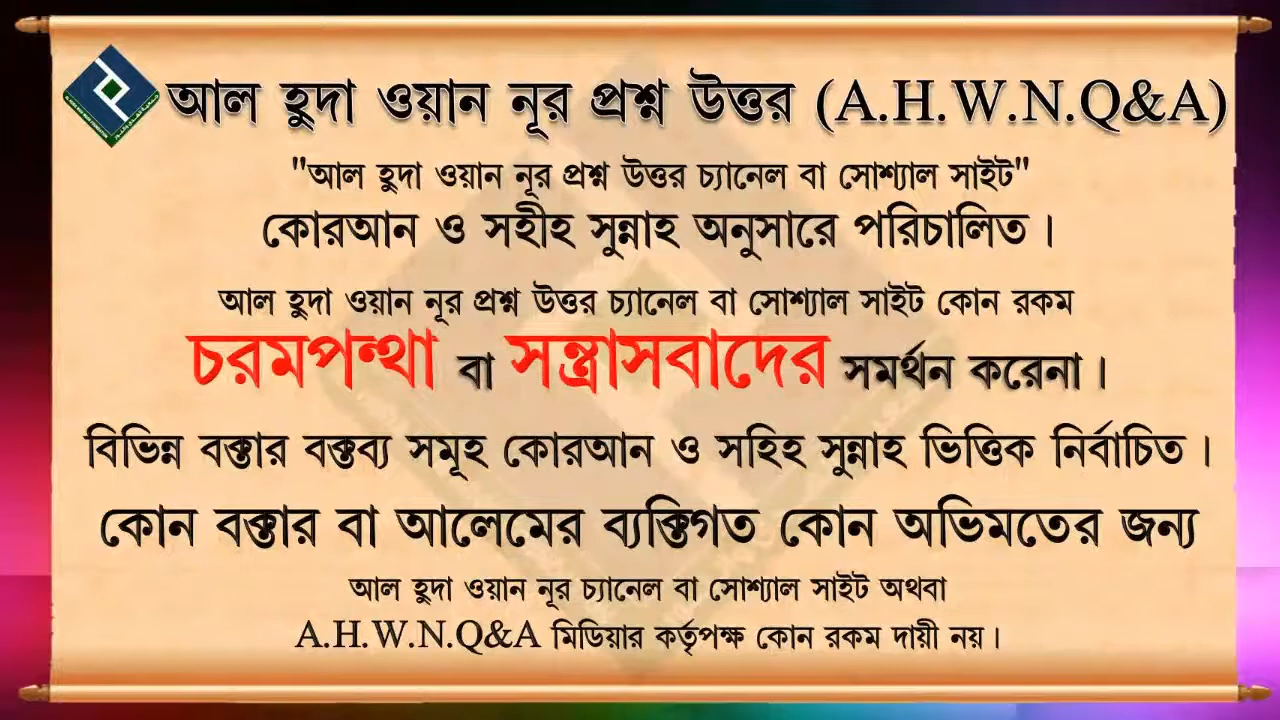 আল হুদা ওয়ান নূর প্রশ্ন উত্তর (A.H.W.N.Q&A)
"আল হুদা ওয়ান নূর প্রশ্ন উত্তর চ্যানেল বা সোশ্যাল সাইট"
কোরআন ও সহীহ সুন্নাহ অনুসারে পরিচালিত।
আল হুদা ওয়ান নূর প্রশ্ন উত্তর চ্যানেল বা সোশ্যাল সাইট কোন রকম
চরমপন্থা বা সন্ত্রাসবাদের সমর্থন করেনা।
বিভিন্ন বক্তার বক্তব্য সমূহ কোরআন ও সহিহ সুন্নাহ ভিত্তিক নির্বাচিত।
কোন বক্তার বা আলেমের ব্যক্তিগত কোন অভিমতের জন্য
আল হুদা ওয়ান নূর চ্যানেল বা সোশ্যাল সাইট অথবা
A.H.W.N.Q&A মিডিয়ার কর্তৃপক্ষ কোন রকম দায়ী নয়।